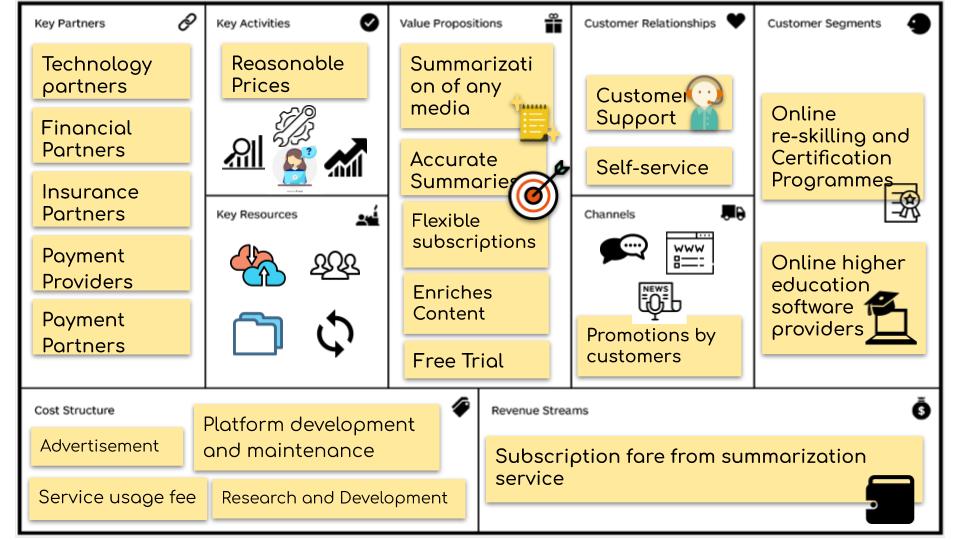 Key Partners
Technology
partners
Financial
Partners
Insurance
Partners
Payment
Providers
Payment
Partners
Key Activities
Reasonable
Prices
?
Key Resources
Value Propositions
Summarizati
on of any
media
Accurate
Summaries
Flexible
subscriptions
Enriches
Content
Free Trial
Customer Relationships
Customer
Support
Self-service
Channels
WWW
NEWS
Promotions by
customers
Customer Segments
Online
re-skilling and
Certification
Programmes
Online higher
education
software
providers
Cost Structure
Advertisement
Platform development
and maintenance
Service usage fee
Research and Development
Revenue Streams
$
Subscription fare from summarization
service